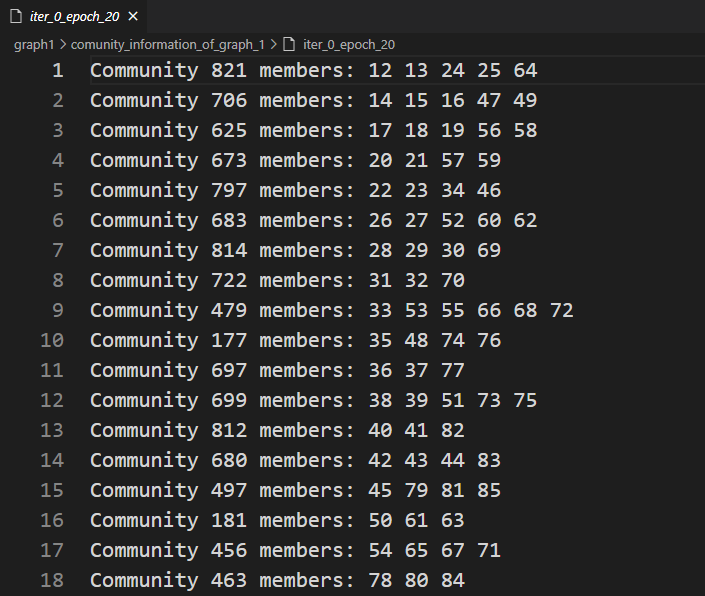 iter_0_epoch_20 ×
graph1 > comunity_information_of_graph_1 > iter_0_epoch_20
1 Community 821 members: 12 13 24 25 64
2 Community 706 members: 14 15 16 47 49
3 Community 625 members: 17 18 19 56 58
4 Community 673 members: 20 21 57 59
5 Community 797 members: 22 23 34 46
6 Community 683 members: 26 27 52 60 62
7 Community 814 members: 28 29 30 69
8 Community 722 members: 31 32 70
9 Community 479 members: 33 53 55 66 68 72
10 Community 177 members: 35 48 74 76
11 Community 697 members: 36 37 77
12 Community 699 members: 38 39 51 73 75
13 Community 812 members: 40 41 82
14 Community 680 members: 42 43 44 83
15 Community 497 members: 45 79 81 85
16 Community 181 members: 50 61 63
17 Community 456 members: 54 65 67 71
18 Community 463 members: 78 80 84